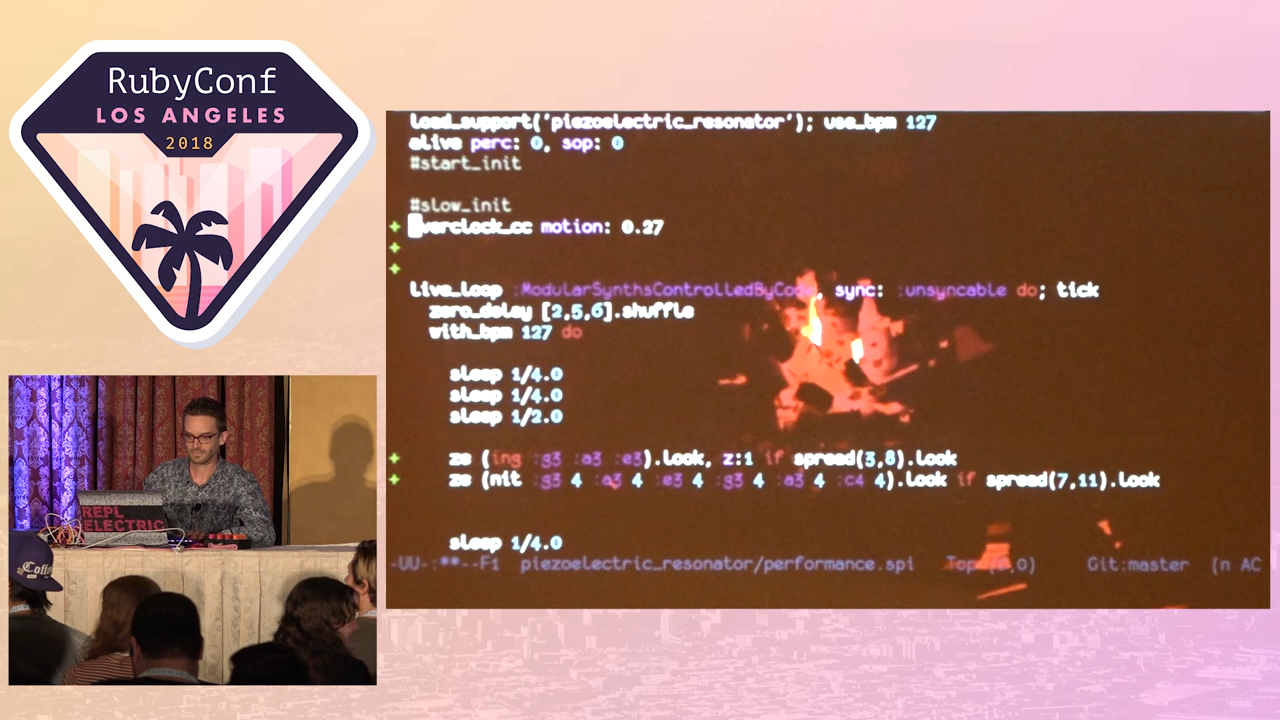 RubyConf
LOS ANGELES
2018
load_support('piezoelectric_resonator'); use_bpm 127
alive perc: 0, sop: 0
#start_init
#slow_init
+ overclock_cc motion: 0.27
+
+
live_loop :ModularSynthsControlledByCode, sync: :unsyncable do; tick
zero_delay [2,5,6].shuffle
with_bpm 127 do
sleep 1/4.0
sleep 1/4.0
sleep 1/2.0
+ ze (ing :g3 :a3 :e3).look, z:1 if spread(3,8).look
+ ze (nit :g3 4 :a3 4 :e3 4 :g3 4 :a3 4 :c4 4).look if spread(7,11).look
sleep 1/4.0
-UU-:**--F1 piezoelectric_resonator/performance.spi Top (6,0) Git:master (n AC
REPL
ELECTRIC
Coffee